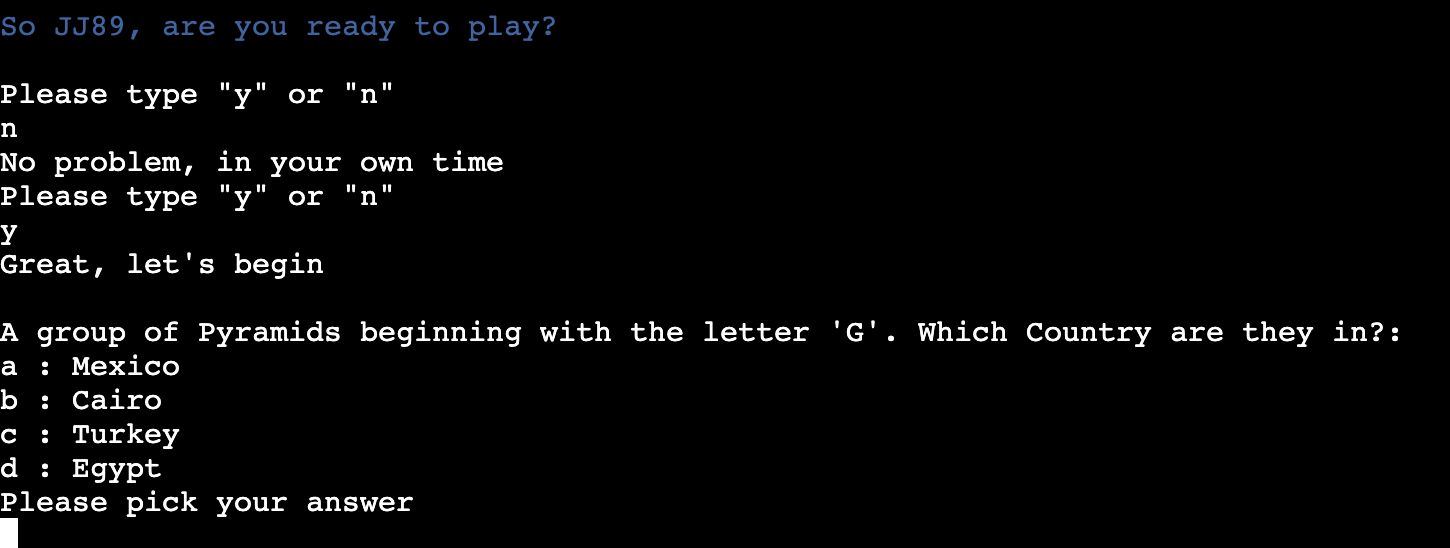 So JJ89, are you ready to play?
Please type "y" or "n"
n
No problem, in your own time
Please type "y" or "n"
y
Great, let's begin
A group of Pyramids beginning with the letter 'G'. Which Country are they in?:
a : Mexico
b : Cairo
c : Turkey
d : Egypt
Please pick your answer